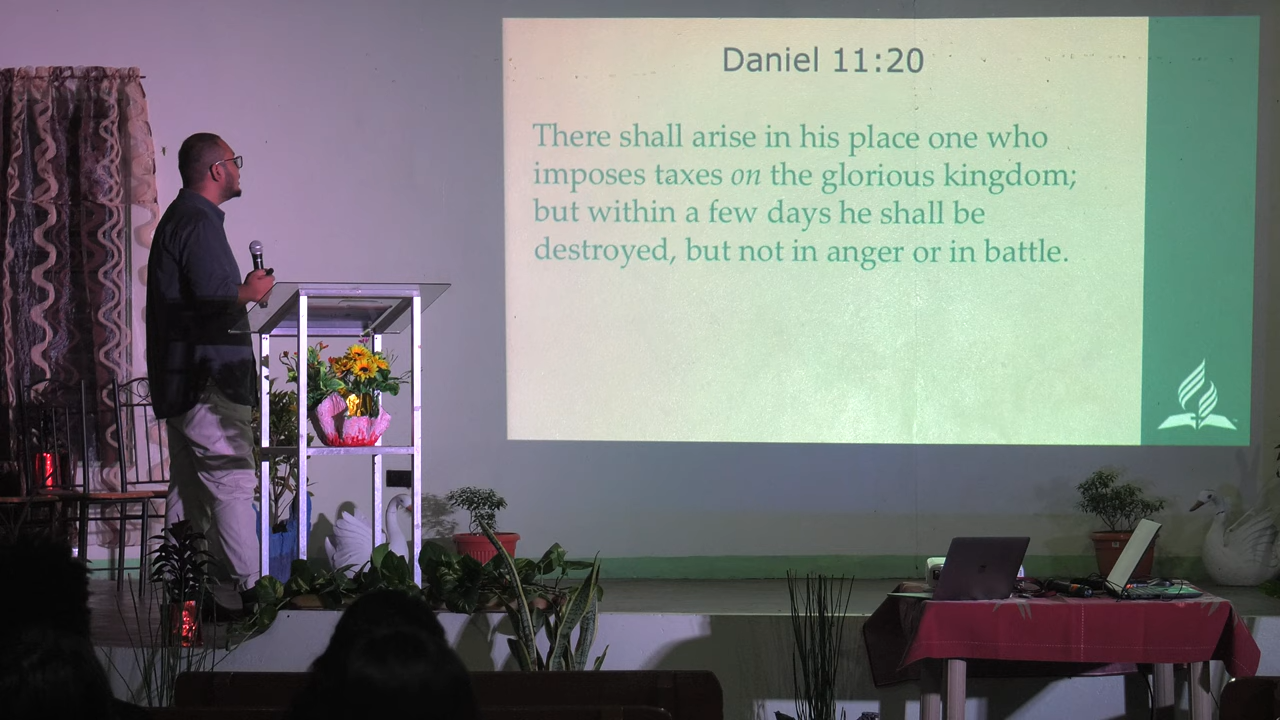 Daniel 11:20
There shall arise in his place one who
imposes taxes on the glorious kingdom;
but within a few days he shall be
destroyed, but not in anger or in battle.